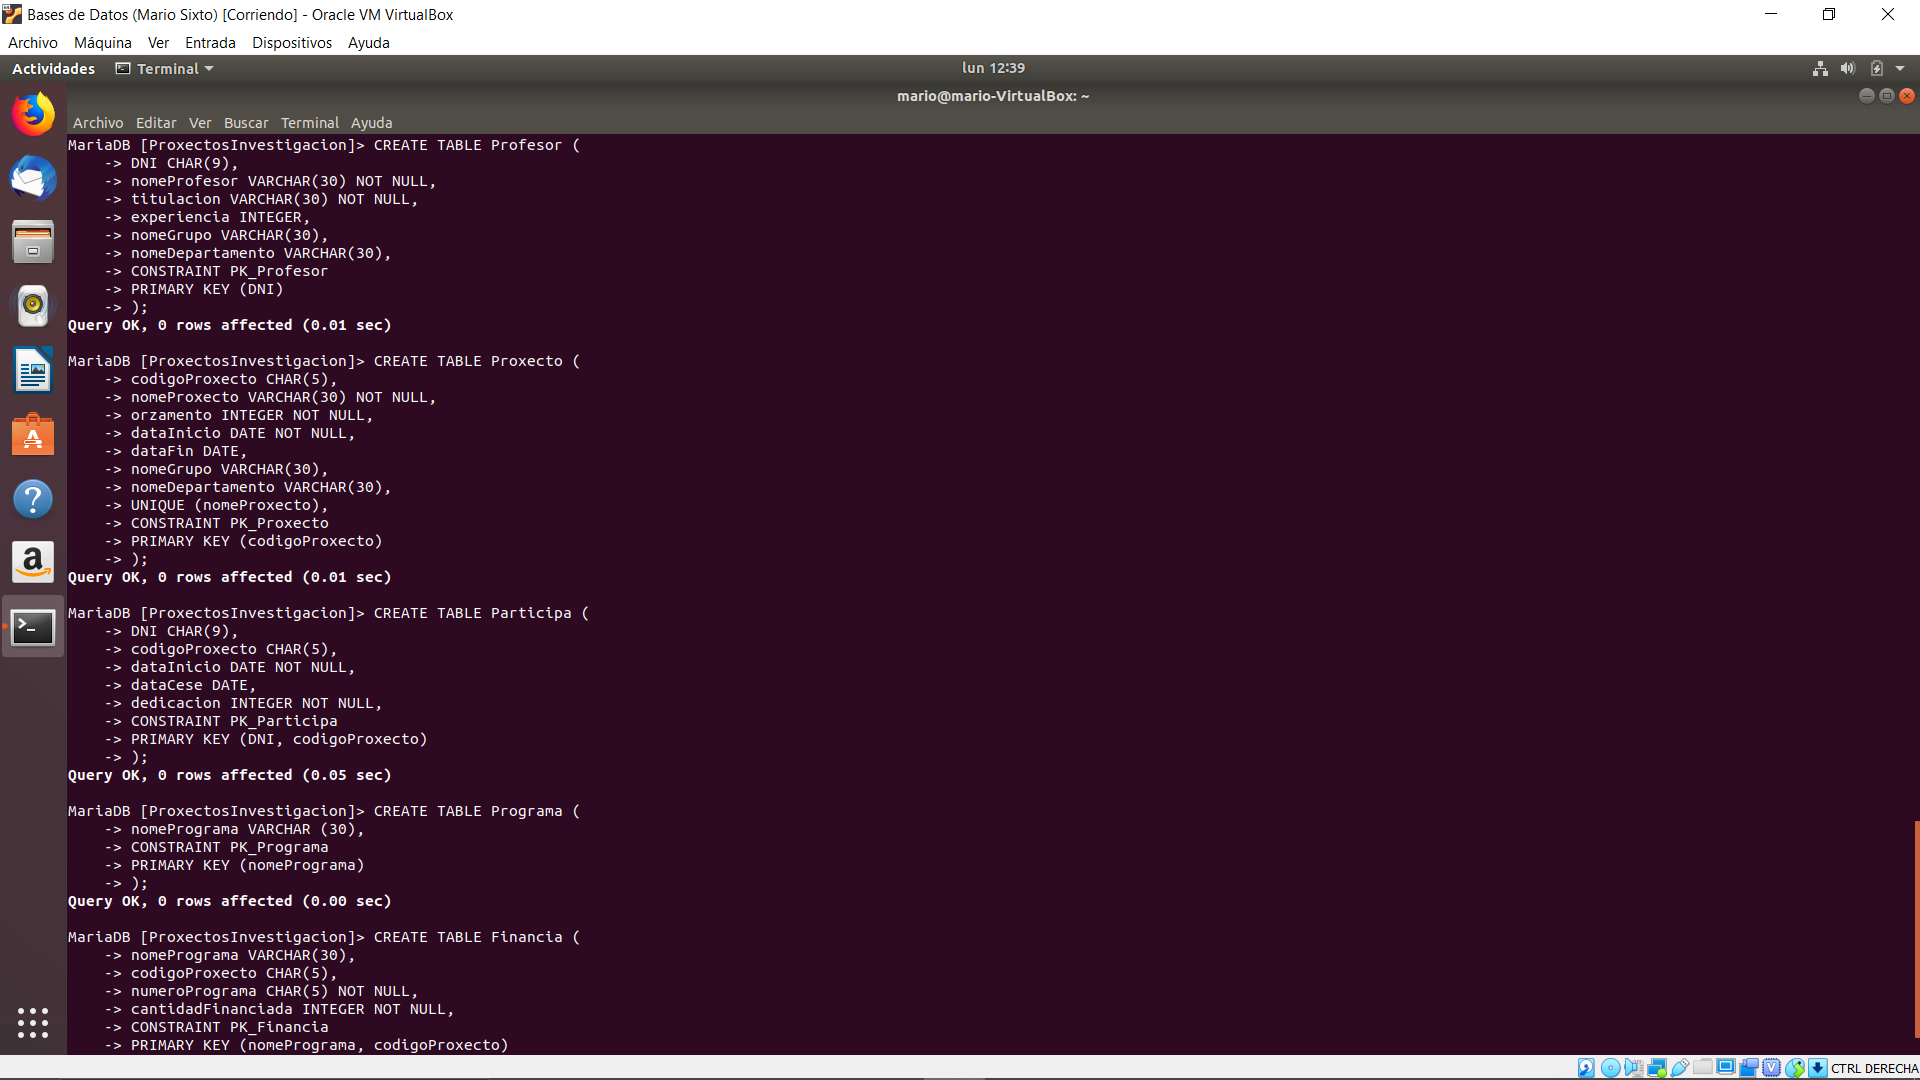 Bases de Datos (Mario Sixto) [Corriendo] - Oracle VM VirtualBox
Archivo Máquina Ver Entrada Dispositivos Ayuda
Actividades Terminal lun 12:39
mario@mario-VirtualBox: ~
Archivo Editar Ver Buscar Terminal Ayuda
MariaDB [ProxectosInvestigacion]> CREATE TABLE Profesor (
-> DNI CHAR(9),
-> nomeProfesor VARCHAR(30) NOT NULL,
-> titulacion VARCHAR(30) NOT NULL,
-> experiencia INTEGER,
-> nomeGrupo VARCHAR(30),
-> nomeDepartamento VARCHAR(30),
-> CONSTRAINT PK_Profesor
-> PRIMARY KEY (DNI)
-> );
Query OK, 0 rows affected (0.01 sec)
MariaDB [ProxectosInvestigacion]> CREATE TABLE Proxecto (
-> codigoProxecto CHAR(5),
-> nomeProxecto VARCHAR(30) NOT NULL,
-> orzamento INTEGER NOT NULL,
-> dataInicio DATE NOT NULL,
-> dataFin DATE,
-> nomeGrupo VARCHAR(30),
-> nomeDepartamento VARCHAR(30),
-> UNIQUE (nomeProxecto),
-> CONSTRAINT PK_Proxecto
-> PRIMARY KEY (codigoProxecto)
-> );
Query OK, 0 rows affected (0.01 sec)
MariaDB [ProxectosInvestigacion]> CREATE TABLE Participa (
-> DNI CHAR(9),
-> codigoProxecto CHAR(5),
-> dataInicio DATE NOT NULL,
-> dataCese DATE,
-> dedicacion INTEGER NOT NULL,
-> CONSTRAINT PK_Participa
-> PRIMARY KEY (DNI, codigoProxecto)
-> );
Query OK, 0 rows affected (0.05 sec)
MariaDB [ProxectosInvestigacion]> CREATE TABLE Programa (
-> nomePrograma VARCHAR (30),
-> CONSTRAINT PK_Programa
-> PRIMARY KEY (nomePrograma)
-> );
Query OK, 0 rows affected (0.00 sec)
MariaDB [ProxectosInvestigacion]> CREATE TABLE Financia (
-> nomePrograma VARCHAR(30),
-> codigoProxecto CHAR(5),
-> numeroPrograma CHAR(5) NOT NULL,
-> cantidadFinanciada INTEGER NOT NULL,
-> CONSTRAINT PK_Financia
-> PRIMARY KEY (nomePrograma, codigoProxecto)
CTRL DERECHA